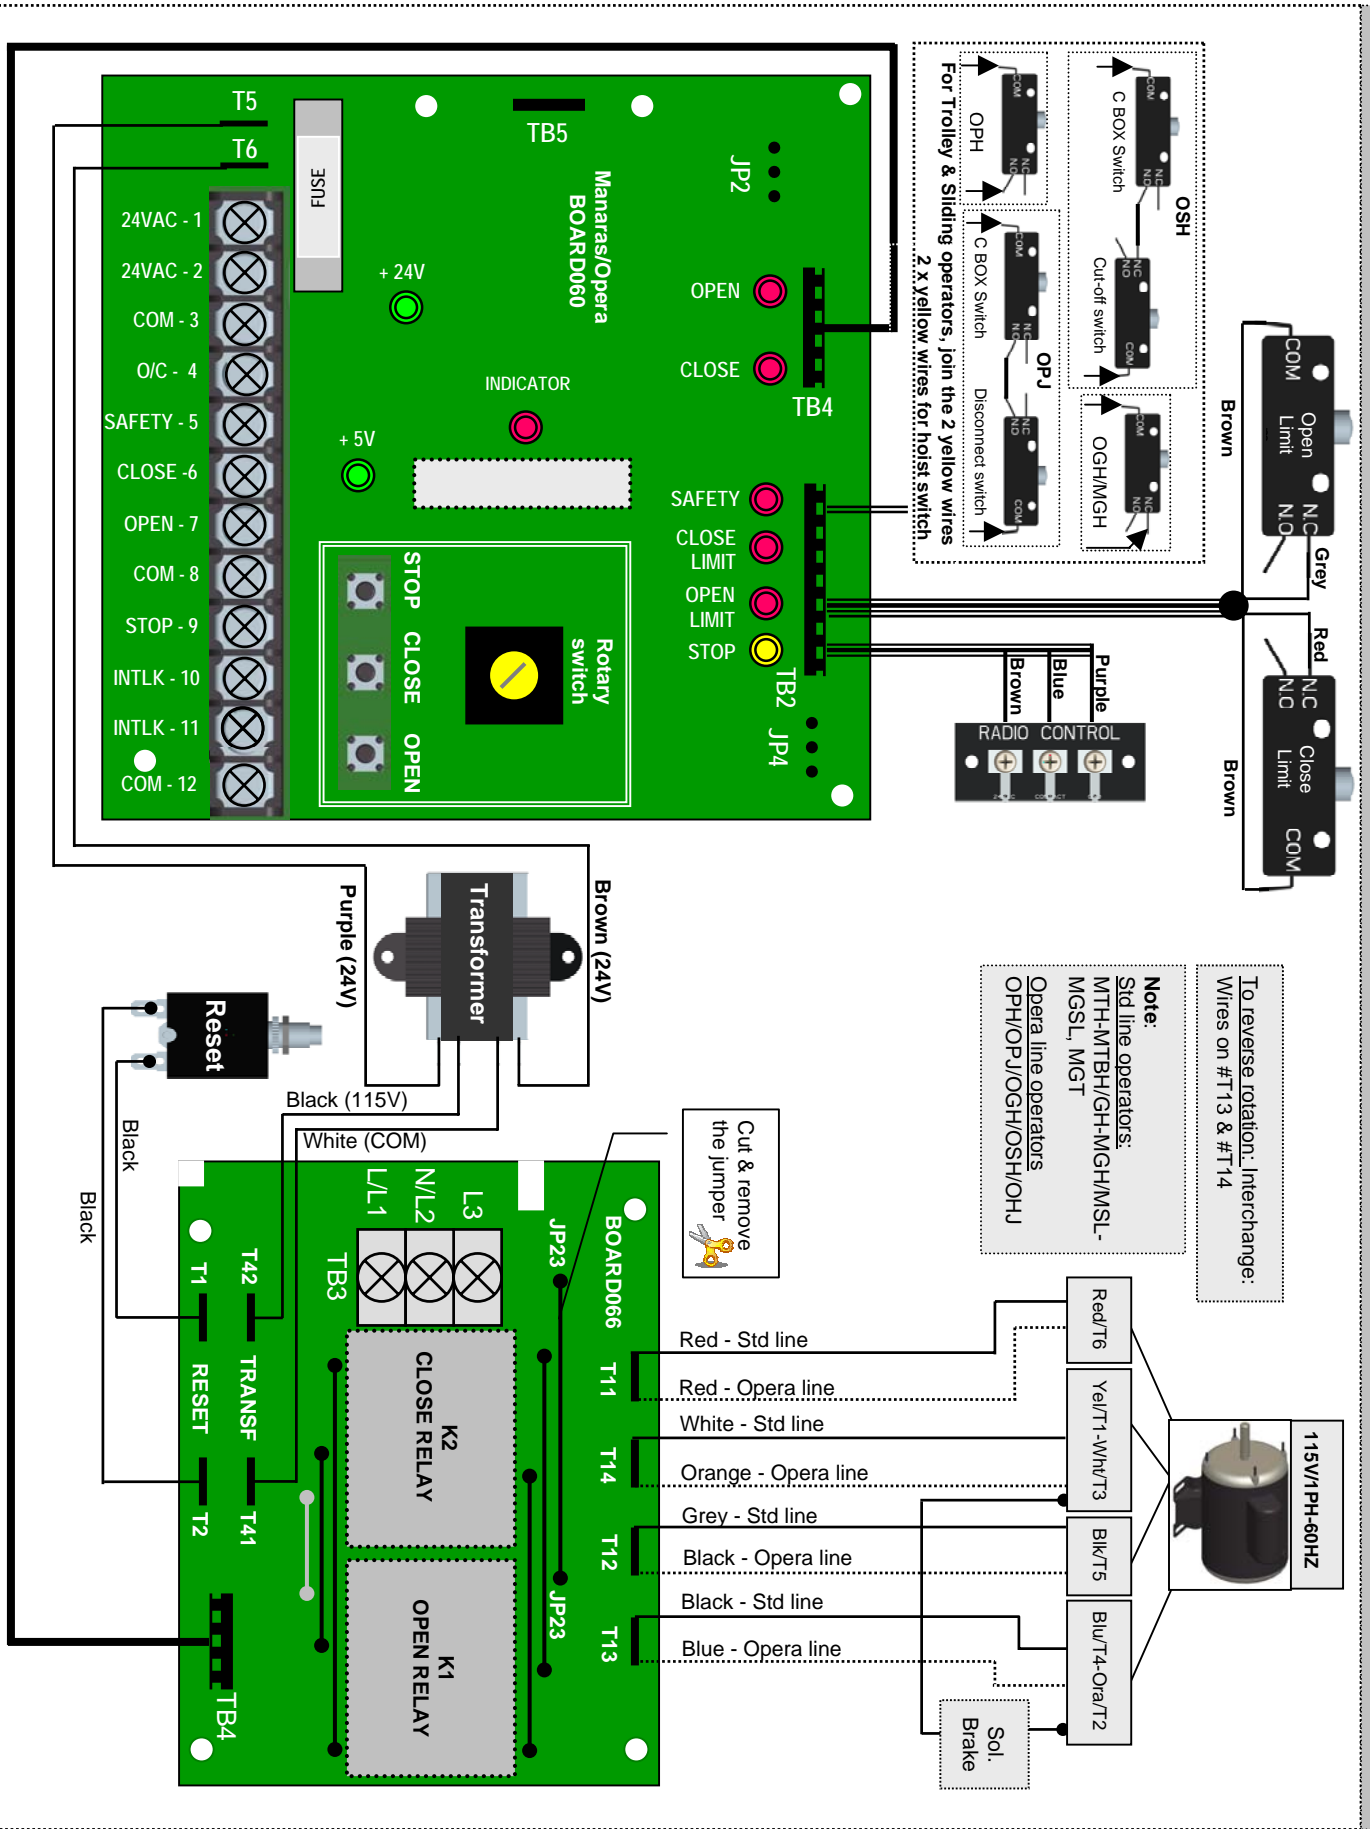 T5
T6
FUSE
TB5
JP2
Manaras/Opera
BOARD060
24VAC - 1
24VAC - 2
COM - 3
O/C - 4
SAFETY - 5
CLOSE -6
OPEN - 7
COM - 8
STOP - 9
INTLK - 10
INTLK - 11
COM - 12
+ 24V
+ 5V
INDICATOR
OPEN
CLOSE
TB4
SAFETY
CLOSE
LIMIT
OPEN
LIMIT
STOP
TB2
JP4
STOP
CLOSE
OPEN
Rotary
switch
OSH
COM
N.C
N.O
C BOX Switch
N.C
N.O
COM
Cut-off switch
COM
N.C
N.O
OPH
COM
N.C
N.O
OGH/MGH
OPJ
COM
N.C
N.O
C BOX Switch
N.C
N.O
COM
Disconnect switch
For Trolley & Sliding operators, join the 2 yellow wires
2 x yellow wires for hoist switch
COM
Open
Limit
N.C
N.O
Brown
Grey
Red
N.C
N.O
Close
Limit
COM
Brown
Purple
Blue
Brown
RADIO CONTROL
Transformer
Brown (24V)
Purple (24V)
Reset
Black
Black
Black (115V)
White (COM)
To reverse rotation: Interchange:
Wires on #T13 & #T14
Note:
Std line operators:
MTH-MTBH/GH-MGH/MSL-
MGSL, MGT
Opera line operators
OPH/OPJ/OGH/OSH/OHJ
Cut & remove
the jumper
BOARD066
JP23
JP23
L/L1
N/L2
L3
TB3
T1
RESET
T2
T42
TRANSF
T41
K2
CLOSE RELAY
K1
OPEN RELAY
TB4
T11
T14
T12
T13
Red - Std line
Red - Opera line
White - Std line
Orange - Opera line
Grey - Std line
Black - Opera line
Black - Std line
Blue - Opera line
Red/T6
Yel/T1-Wht/T3
Blk/T5
Blu/T4-Ora/T2
Sol.
Brake
115V/1PH-60HZ